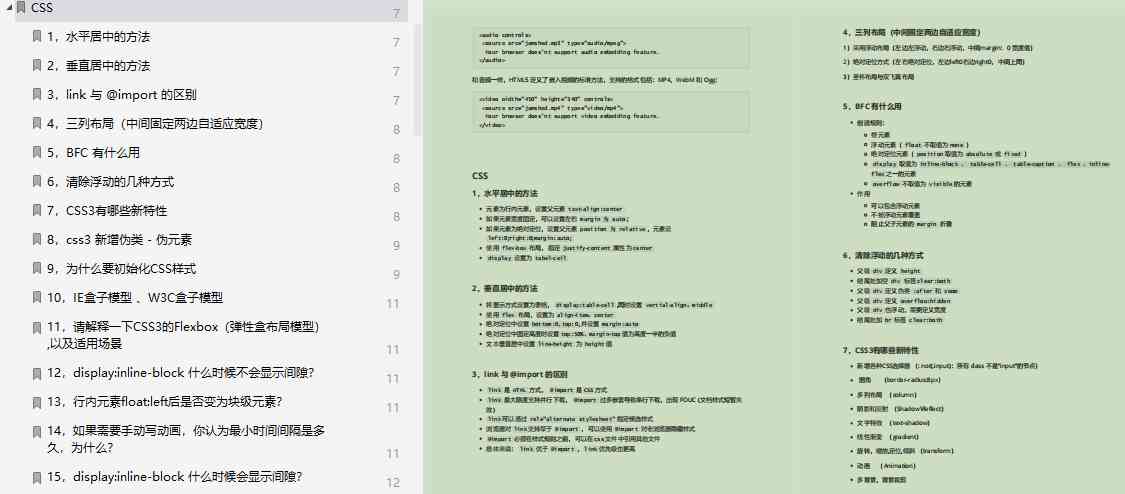 CSS 7
1，水平居中的方法 7
2，垂直居中的方法 7
3，link 与 @import 的区别 7
4，三列布局（中间固定两边自适应宽度） 8
5，BFC 有什么用 8
6，清除浮动的几种方式 8
7，CSS3有哪些新特性 8
8，css3 新增伪类 - 伪元素 9
9，为什么要初始化CSS样式 9
10，IE盒子模型 、W3C盒子模型 11
11，请解释一下CSS3的Flexbox（弹性盒布局模型）
,以及适用场景 11
12，display:inline-block 什么时候不会显示间隙? 11
13，行内元素float:left后是否变为块级元素? 11
14，如果需要手动写动画，你认为最小时间间隔是多
久，为什么? 11
15，display:inline-block 什么时候会显示间隙? 12
<audio controls>
<source src="jamshed.mp3" type="audio/mpeg">
Your browser does'nt support audio embedding feature.
</audio>
和音频一样，HTML5 定义了嵌入视频的标准方法，支持的格式包括：MP4、WebM 和 Ogg:
<video width="450" height="340" controls>
<source src="jamshed.mp4" type="video/mp4">
Your browser does'nt support video embedding feature.
</video>
CSS
1，水平居中的方法
元素为行内元素，设置父元素 text-align:center
如果元素宽度固定，可以设置左右 margin 为 auto;
如果元素为绝对定位，设置父元素 position 为 relative，元素设
left:0;right:0;margin:auto;
使用 flex-box 布局，指定 justify-content 属性为center
display 设置为 tabel-cell
2，垂直居中的方法
将显示方式设置为表格， display:table-cell ,同时设置 vertial-align：middle
使用 flex 布局，设置为 align-item：center
绝对定位中设置 bottom:0,top:0,并设置 margin:auto
绝对定位中固定高度时设置 top:50%，margin-top 值为高度一半的负值
文本垂直居中设置 line-height 为 height 值
3，link 与 @import 的区别
link 是 HTML 方式， @import 是 CSS 方式
link 最大限度支持并行下载， @import 过多嵌套导致串行下载，出现 FOUC (文档样式短暂失
效)
link 可以通过 rel="alternate stylesheet" 指定候选样式
浏览器对 link 支持早于 @import ，可以使用 @import 对老浏览器隐藏样式
@import 必须在样式规则之前，可以在 css 文件中引用其他文件
总体来说： link 优于 @import ，link 优先级也更高
4，三列布局（中间固定两边自适应宽度）
1）采用浮动布局（左边左浮动，右边右浮动，中间margin：0 宽度值）
2）绝对定位方式（左右绝对定位，左边left0右边right0，中间上同）
3）圣杯布局与双飞翼布局
5，BFC 有什么用
创建规则：
根元素
浮动元素（ float 不取值为 none ）
绝对定位元素（ position 取值为 absolute 或 fixed ）
display 取值为 inline-block 、 table-cell 、 table-caption 、 flex 、 inline-
flex 之一的元素
overflow 不取值为 visible 的元素
作用
可以包含浮动元素
不被浮动元素覆盖
阻止父子元素的 margin 折叠
6，清除浮动的几种方式
父级 div 定义 height
结尾处加空 div 标签 clear:both
父级 div 定义伪类 :after 和 zoom
父级 div 定义 overflow:hidden
父级 div 也浮动，需要定义宽度
结尾处加 br 标签 clear:both
7，CSS3有哪些新特性
新增各种CSS选择器 （: not(.input)：所有 class 不是"input"的节点）
圆角 （border-radius:8px）
多列布局 （column）
阴影和反射 （Shadow\Reflect）
文字特效 （text-shadow）
线性渐变 （gradient）
旋转，缩放,定位,倾斜 （transform）
动画 （Animation）
多背景，背景裁剪